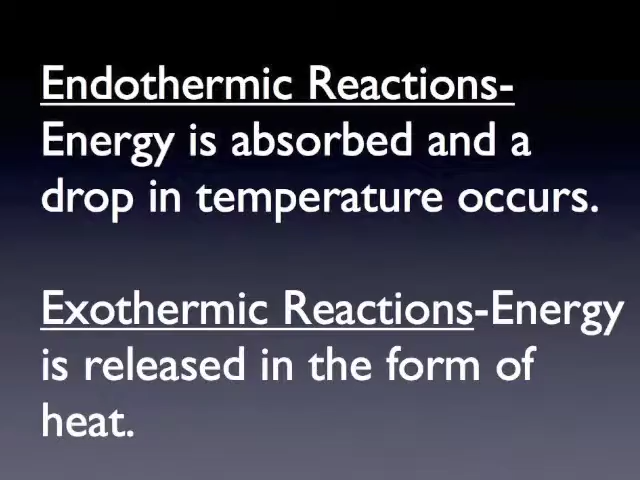 Endothermic Reactions-
Energy is absorbed and a
drop in temperature occurs.
Exothermic Reactions-Energy
is released in the form of
heat.